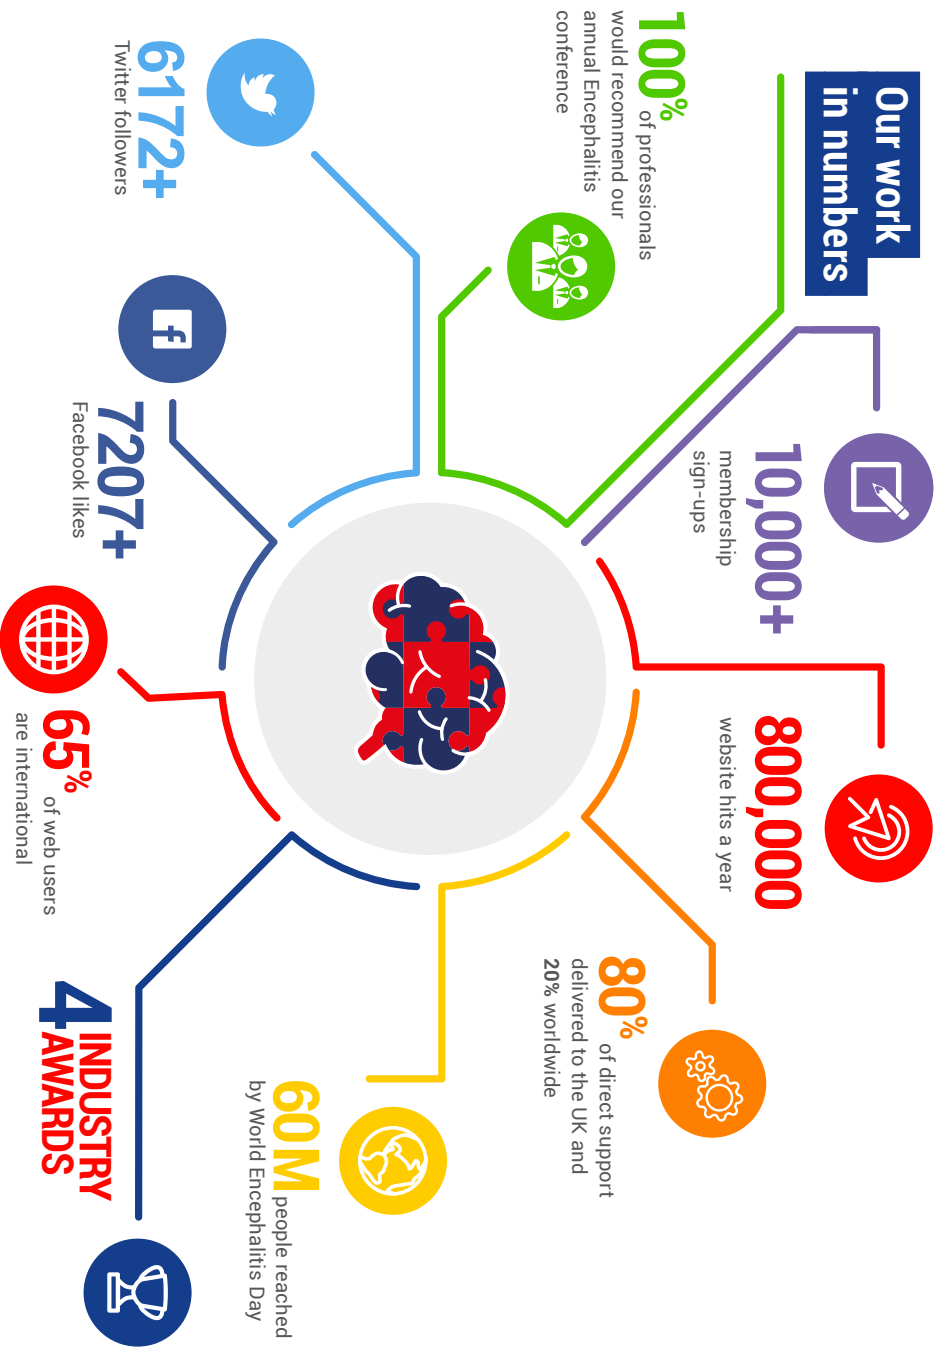 Our work
in numbers
10,000+
membership
sign-ups
800,000
website hits a year
100% of professionals
would recommend our
annual Encephalitis
conference
80% of direct support
delivered to the UK and
20% worldwide
6172+
Twitter followers
60M people reached
by World Encephalitis Day
7207+
Facebook likes
65% of web users
are international
4 INDUSTRY
AWARDS